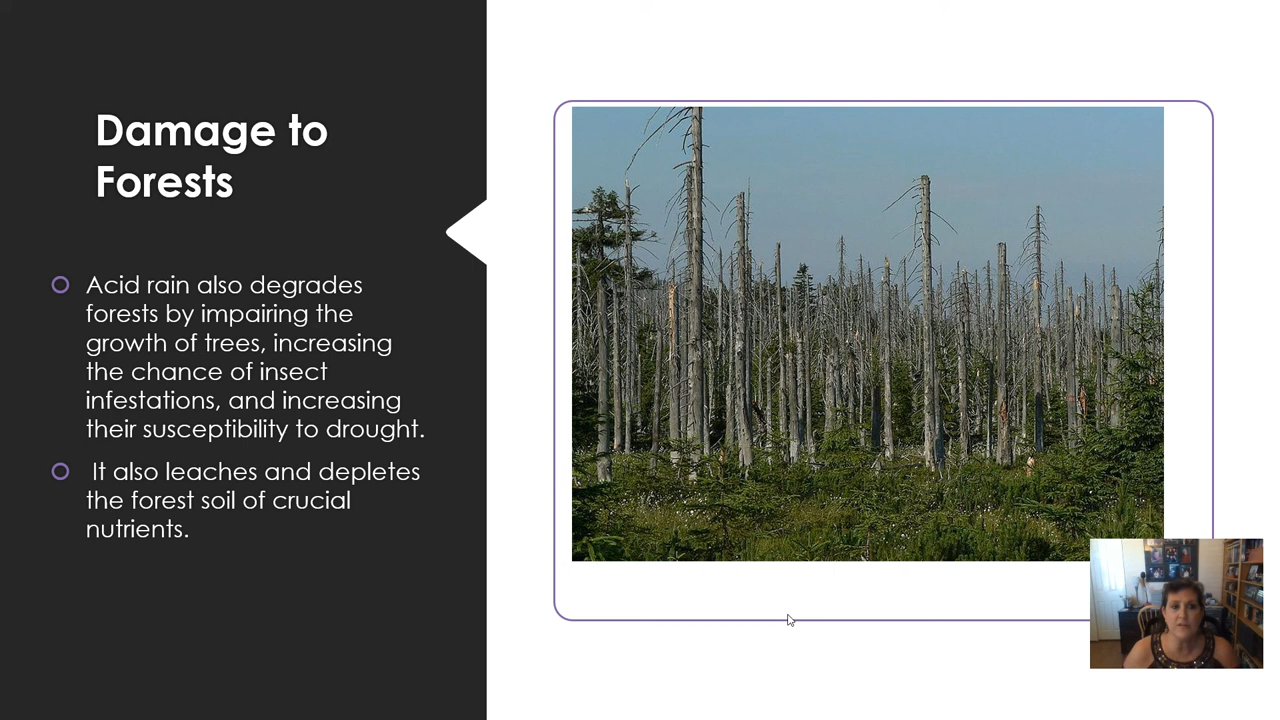 Damage to
Forests
Acid rain also degrades
forests by impairing the
growth of trees, increasing
the chance of insect
infestations, and increasing
their susceptibility to drought.
It also leaches and depletes
the forest soil of crucial
nutrients.